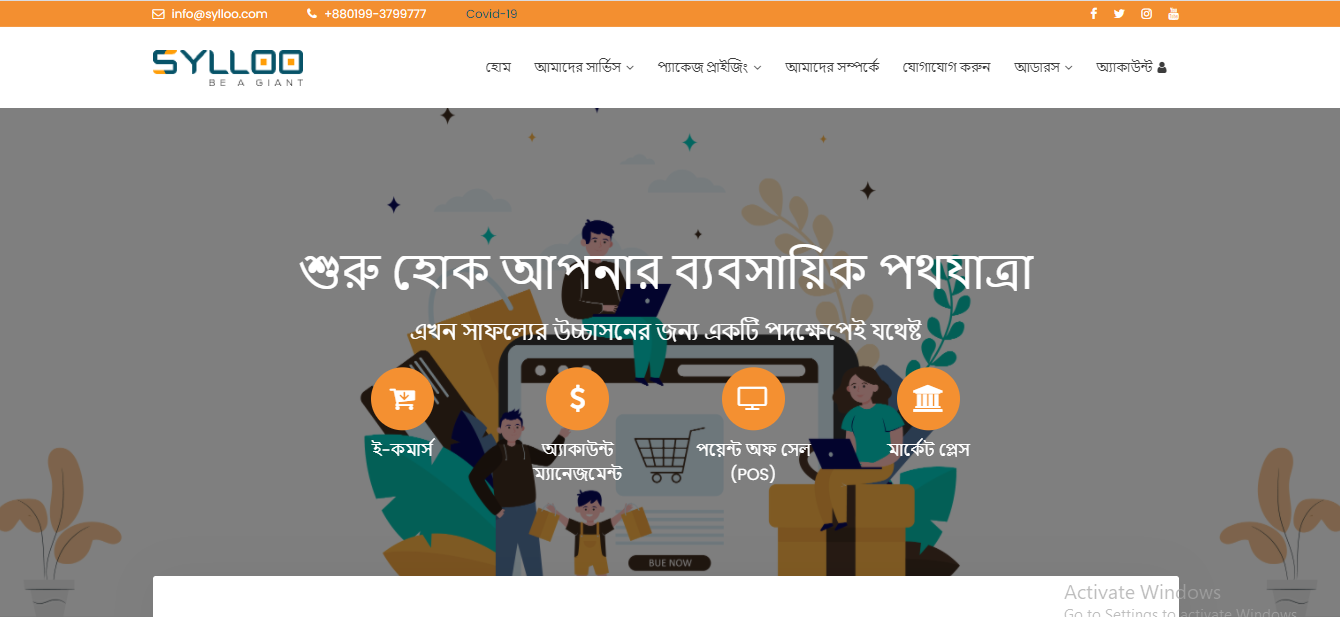 info@sylloo.com +880199-3799777 Covid-19
SYLLOO
BE A GIANT
হোম আমাদের সার্ভিস প্যাকেজ প্রাইজিং আমাদের সম্পর্কে যোগাযোগ করুন আডারস অ্যাকাউন্ট
শুরু হোক আপনার ব্যবসায়িক পথযাত্রা
এখন সাফল্যের উচ্চাসনের জন্য একটি পদক্ষেপেই যথেষ্ট
ই-কমার্স অ্যাকাউন্ট পয়েন্ট অফ সেল মার্কেট প্লেস
ম্যানেজমেন্ট (POS)
BUE NOW
Activate Windows
Go to Settings to activate Windows.